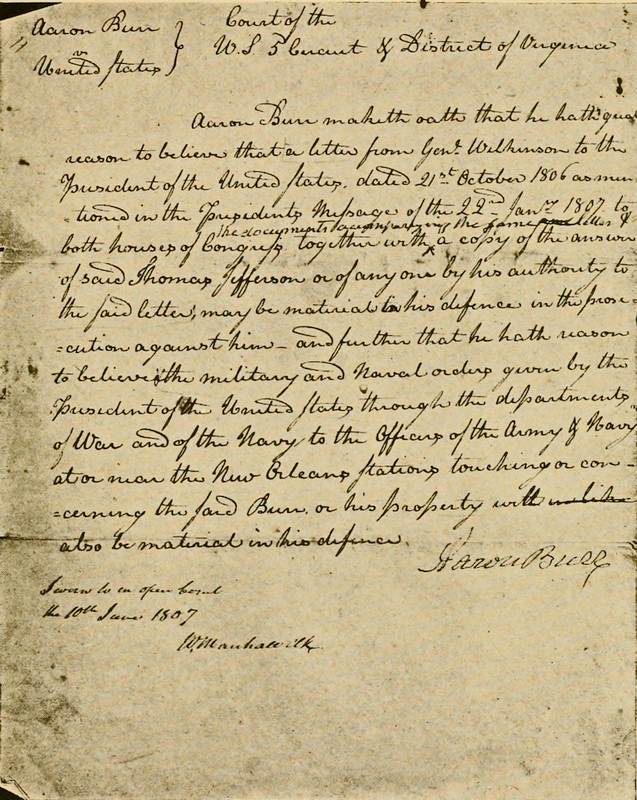 Aaron Burr } Court of the
v
United States } U.S 5 Circuit & District of Virginia
Aaron Burr maketh oath that he hath great
reason to believe that a letter from Genl. Wilkinson to the
President of the United States, dated 21st October 1806 as men
-tioned in the Presidents Message of the 22nd Jany. 1807 to
the documents accompanying the same letter &
both houses of Congress together with a copy of the answer
of said Thomas Jefferson or of any one by his authority to
the said letter, may be material to his defence in the prose-
-cution against him - and further that he hath reason
to believe the military and Naval orders given by the
President of the United States through the departments
of War and of the Navy to the Officers of the Army & Navy
at or near the New Orleans stations touching or con-
-cerning the said Burr, or his property will
also be material in his defence.
Aaron Burr
Sworn to in open Court
the 10th June 1807
W. Marshall Clk